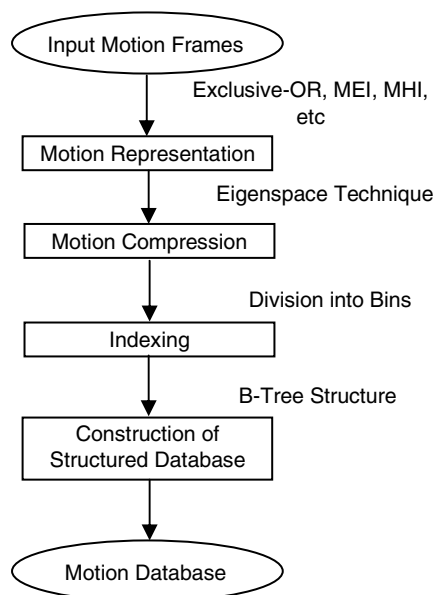 Input Motion Frames
Exclusive-OR, MEI, MHI,
etc
Motion Representation
Eigenspace Technique
Motion Compression
Division into Bins
Indexing
B-Tree Structure
Construction of
Structured Database
Motion Database